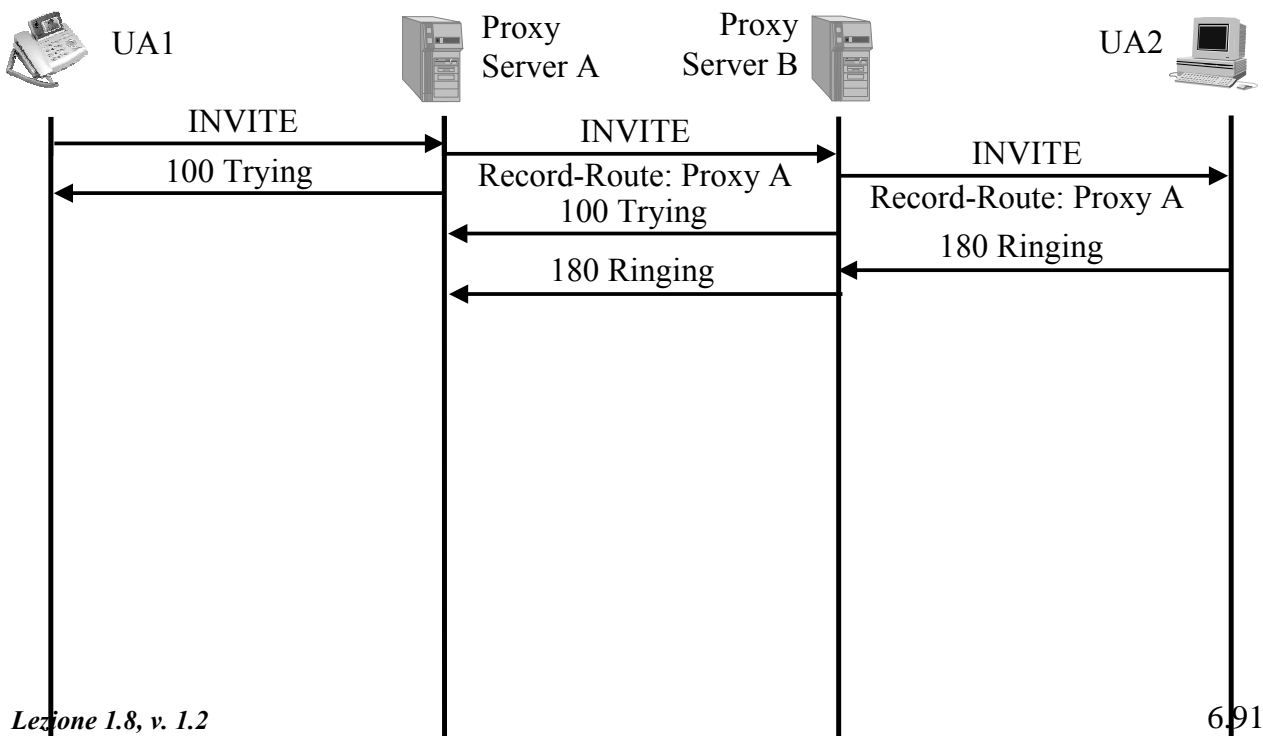 UA1
Proxy
Server A
Proxy
Server B
UA2
INVITE
INVITE
INVITE
100 Trying
Record-Route: Proxy A
Record-Route: Proxy A
100 Trying
180 Ringing
180 Ringing
Lezione 1.8, v. 1.2
6.91